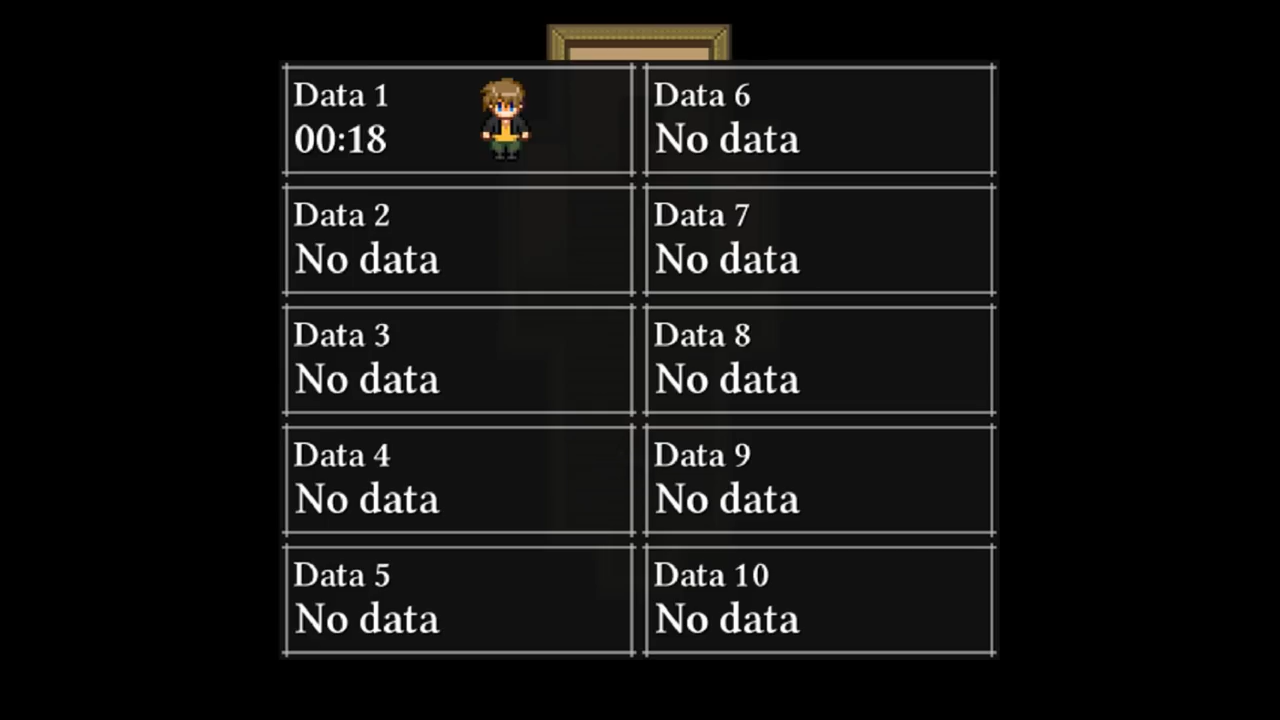 Data 1
00:18
Data 2
No data
Data 3
No data
Data 4
No data
Data 5
No data
Data 6
No data
Data 7
No data
Data 8
No data
Data 9
No data
Data 10
No data